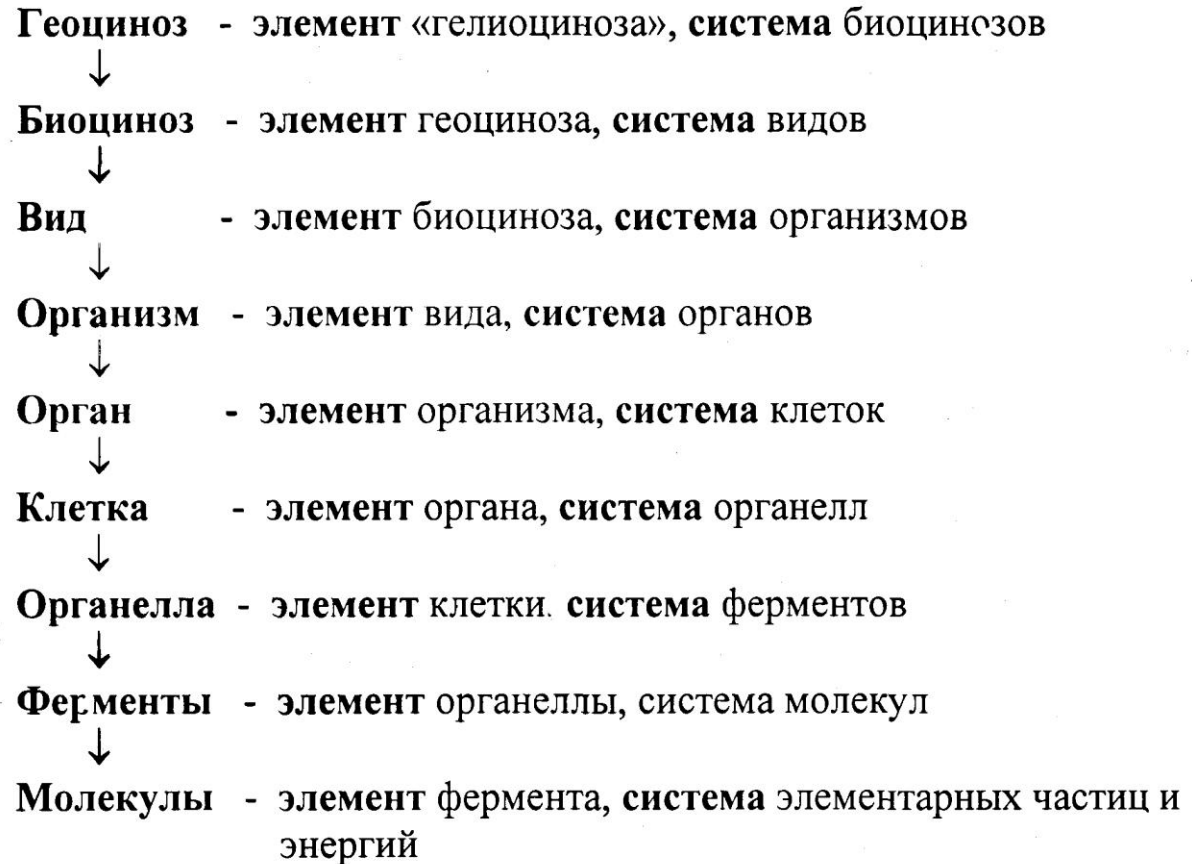 Геоциноз - элемент «гелиоциноза», система биоцинозов
↓
Биоциноз - элемент геоциноза, система видов
↓
Вид - элемент биоциноза, система организмов
↓
Организм - элемент вида, система органов
↓
Орган - элемент организма, система клеток
↓
Клетка - элемент органа, система органелл
↓
Органелла - элемент клетки. система ферментов
↓
Ферменты - элемент органеллы, система молекул
↓
Молекулы - элемент фермента, система элементарных частиц и
энергий